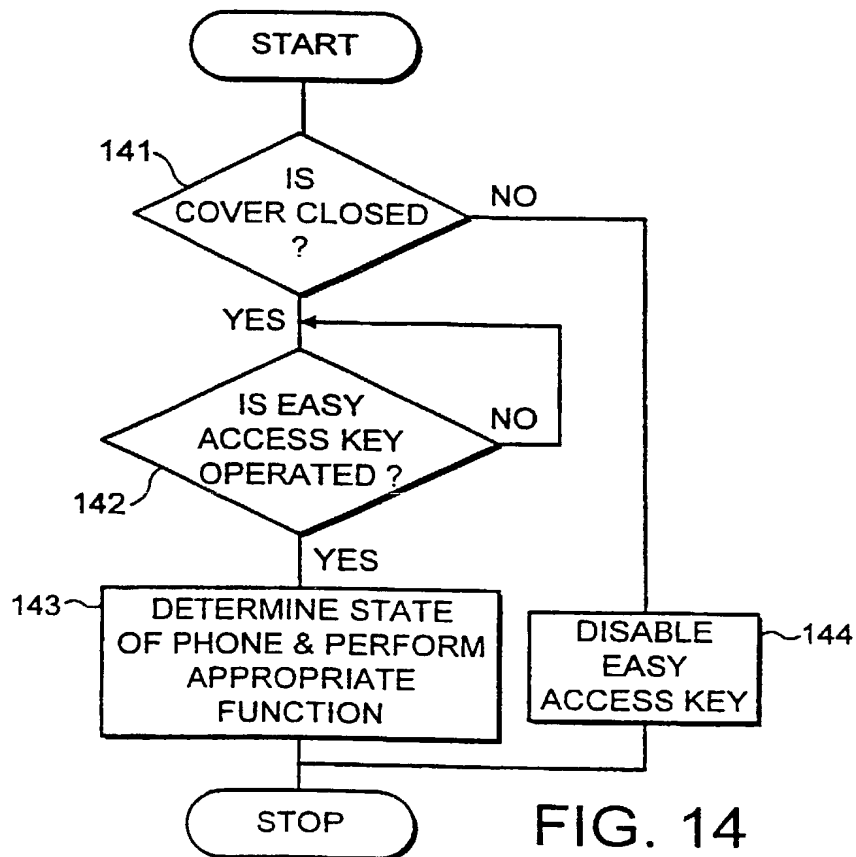 START
141
IS
COVER CLOSED
?
NO
YES
IS EASY
ACCESS KEY
OPERATED ?
NO
142
YES
143
DETERMINE STATE
OF PHONE & PERFORM
APPROPRIATE
FUNCTION
DISABLE
EASY
ACCESS KEY
144
STOP
FIG. 14